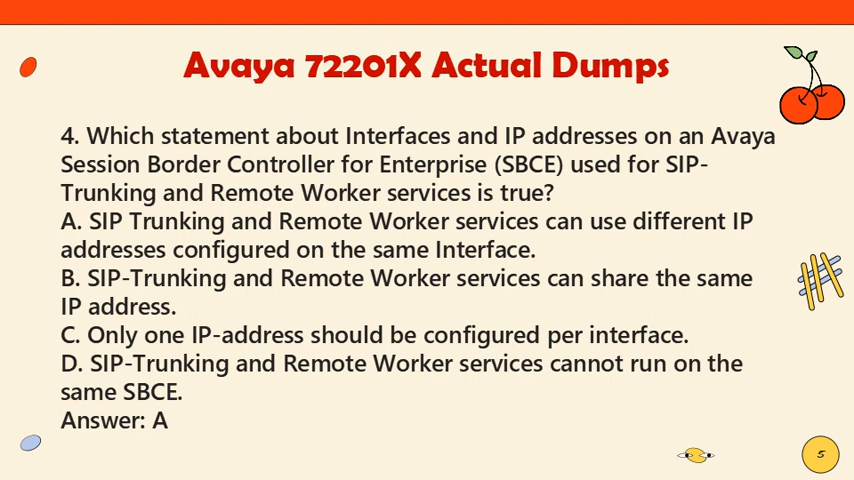 Avaya 72201X Actual Dumps
4. Which statement about Interfaces and IP addresses on an Avaya
Session Border Controller for Enterprise (SBCE) used for SIP-
Trunking and Remote Worker services is true?
A. SIP Trunking and Remote Worker services can use different IP
addresses configured on the same Interface.
B. SIP-Trunking and Remote Worker services can share the same
IP address.
C. Only one IP-address should be configured per interface.
D. SIP-Trunking and Remote Worker services cannot run on the
same SBCE.
Answer: A
5